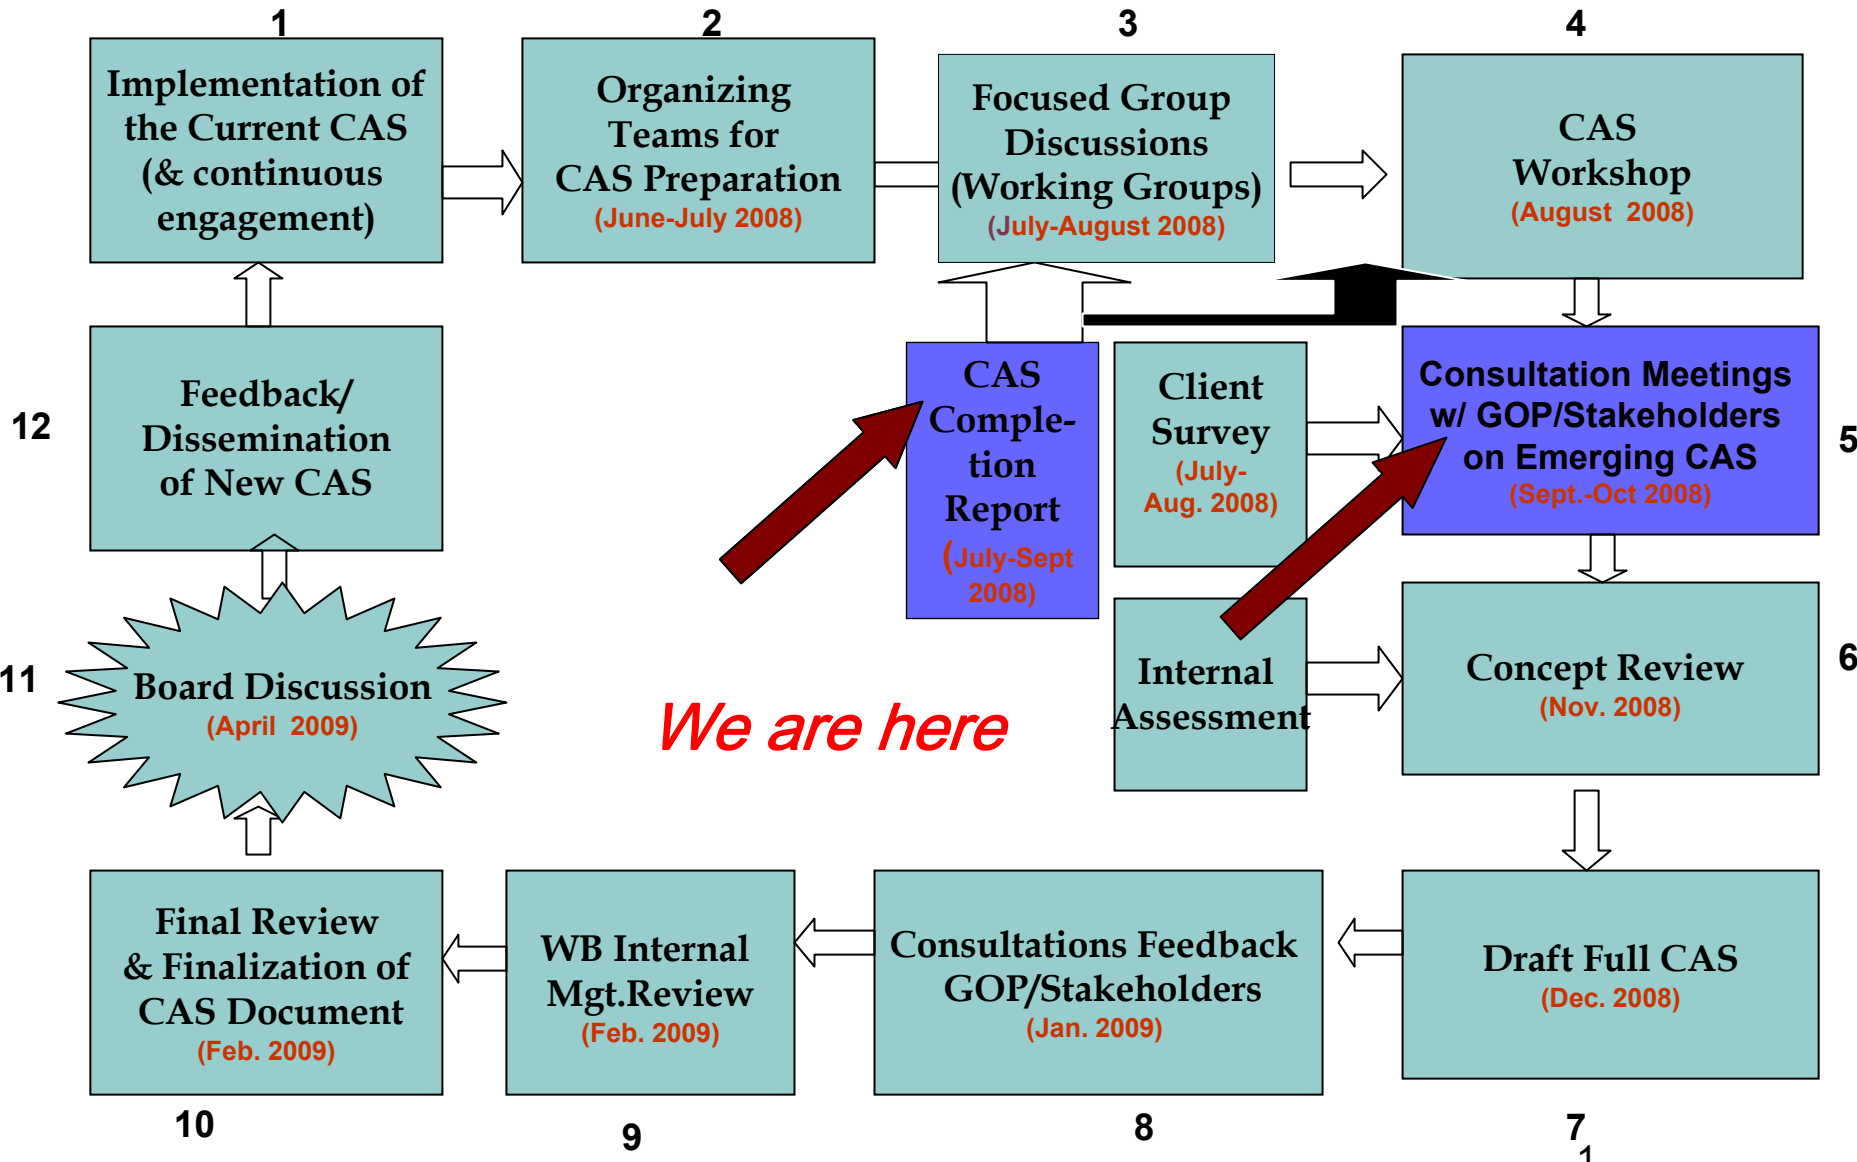 1
2
3
4
Implementation of
the Current CAS
(& continuous
engagement)
Organizing
Teams for
CAS Preparation
(June-July 2008)
Focused Group
Discussions
(Working Groups)
(July-August 2008)
CAS
Workshop
(August 2008)
12
Feedback/
Dissemination
of New CAS
CAS
Comple-
tion
Report
(July-Sept
2008)
Client
Survey
(July-
Aug. 2008)
Consultation Meetings
w/ GOP/Stakeholders
on Emerging CAS
(Sept.-Oct 2008)
5
11
Board Discussion
(April 2009)
We are here
Internal
Assessment
Concept Review
(Nov. 2008)
6
Final Review
& Finalization of
CAS Document
(Feb. 2009)
WB Internal
Mgt.Review
(Feb. 2009)
Consultations Feedback
GOP/Stakeholders
(Jan. 2009)
Draft Full CAS
(Dec. 2008)
10
9
8
7
1